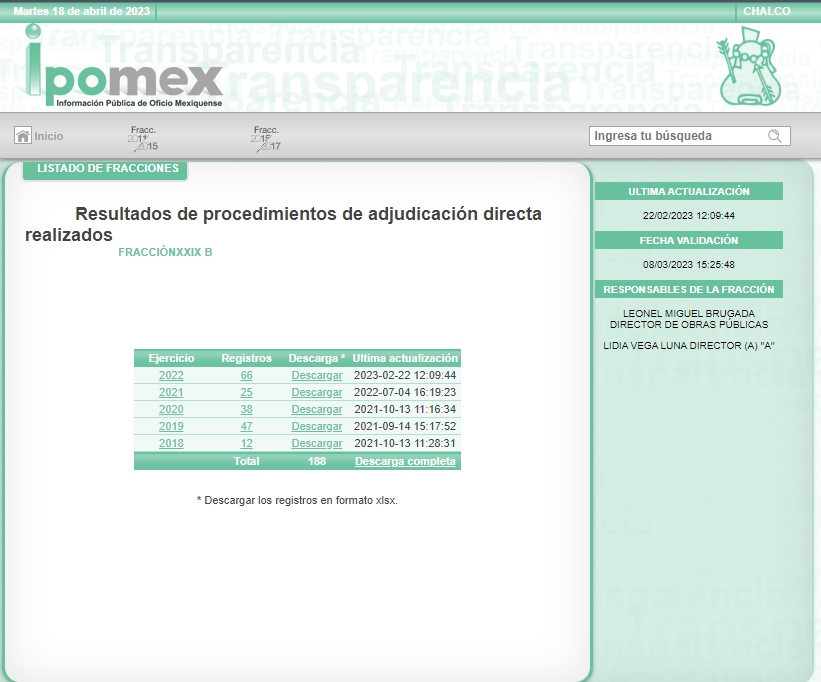 Martes 18 de abril de 2023
CHALCO
ipomex
Información Pública de Oficio Mexiquense
Inicio
Fracc.
2015
Fracc.
2017
Ingresa tu búsqueda
LISTADO DE FRACCIONES
Resultados de procedimientos de adjudicación directa
realizados
FRACCIÓNXXIX B
Ejercicio Registros Descarga * Ultima actualización
2022 66 Descargar 2023-02-22 12:09:44
2021 25 Descargar 2022-07-04 16:19:23
2020 38 Descargar 2021-10-13 11:16:34
2019 47 Descargar 2021-09-14 15:17:52
2018 12 Descargar 2021-10-13 11:28:31
Total 188 Descarga completa
* Descargar los registros en formato xlsx.
ULTIMA ACTUALIZACIÓN
22/02/2023 12:09:44
FECHA VALIDACIÓN
08/03/2023 15:25:48
RESPONSABLES DE LA FRACCIÓN
LEONEL MIGUEL BRUGADA
DIRECTOR DE OBRAS PÚBLICAS
LIDIA VEGA LUNA DIRECTOR (A) "A"